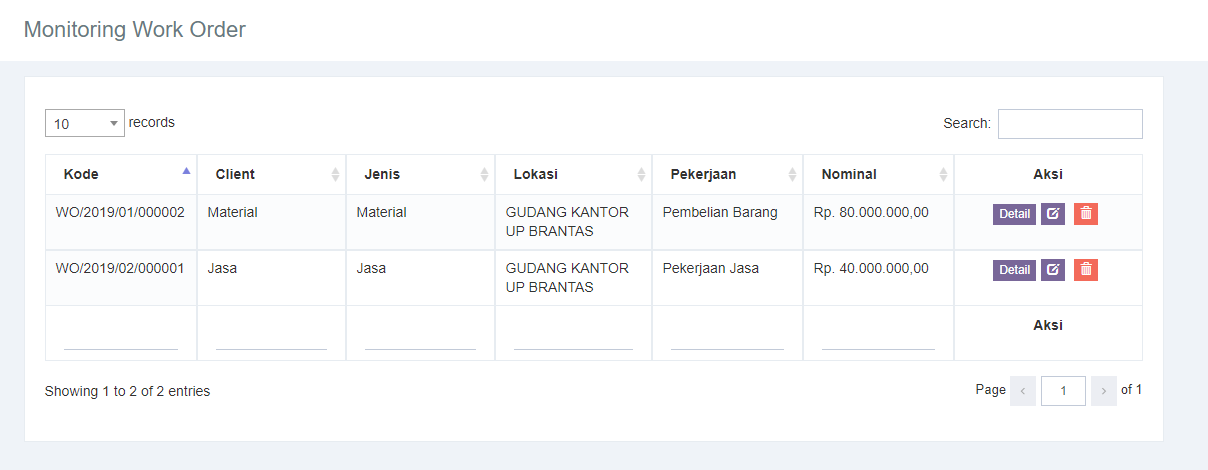 Monitoring Work Order
10 records
Search:
Kode Client Jenis Lokasi Pekerjaan Nominal Aksi
WO/2019/01/000002 Material Material GUDANG KANTOR Pembelian Barang Rp. 80.000.000,00 Detail
UP BRANTAS
WO/2019/02/000001 Jasa Jasa GUDANG KANTOR Pekerjaan Jasa Rp. 40.000.000,00 Detail
UP BRANTAS
Aksi
Showing 1 to 2 of 2 entries
Page < 1 > of 1